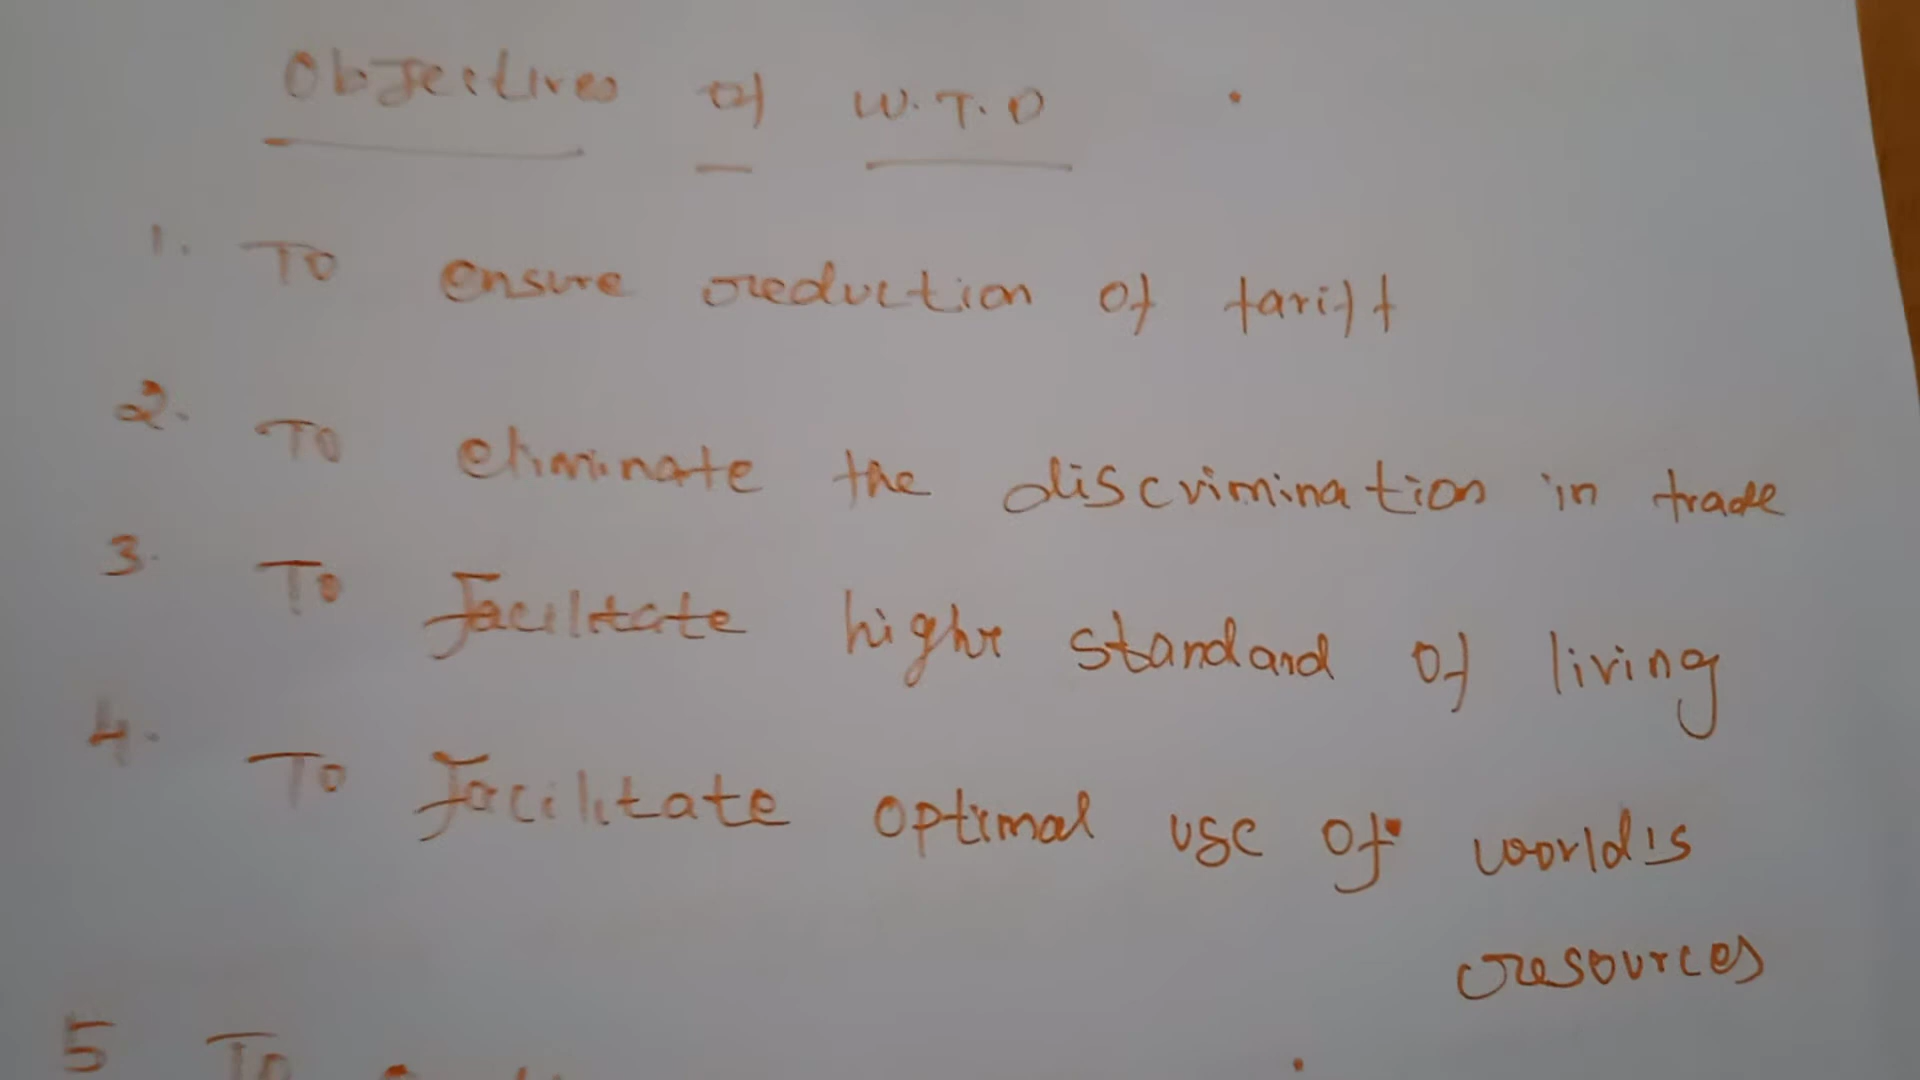 Objectives of W.T.O
1. To ensure reduction of tariff
2. To eliminate the discrimination in trade
3. To Facilitate highr standard of living
4. To Facilitate optimal use of world's
resources
5 To